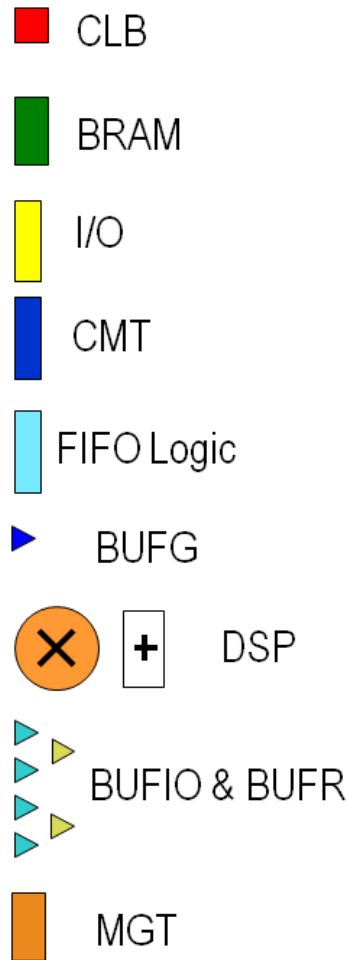 CLB
BRAM
I/O
CMT
FIFO Logic
BUFG
+ DSP
BUFIO & BUFR
MGT